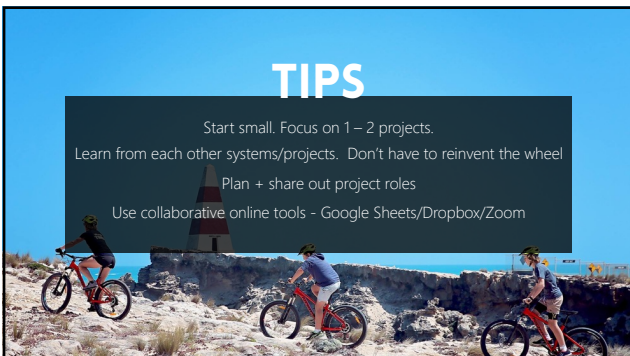 TIPS
Start small. Focus on 1 – 2 projects.
Learn from each other systems/projects.  Don't have to reinvent the wheel
Plan + share out project roles
Use collaborative online tools - Google Sheets/Dropbox/Zoom